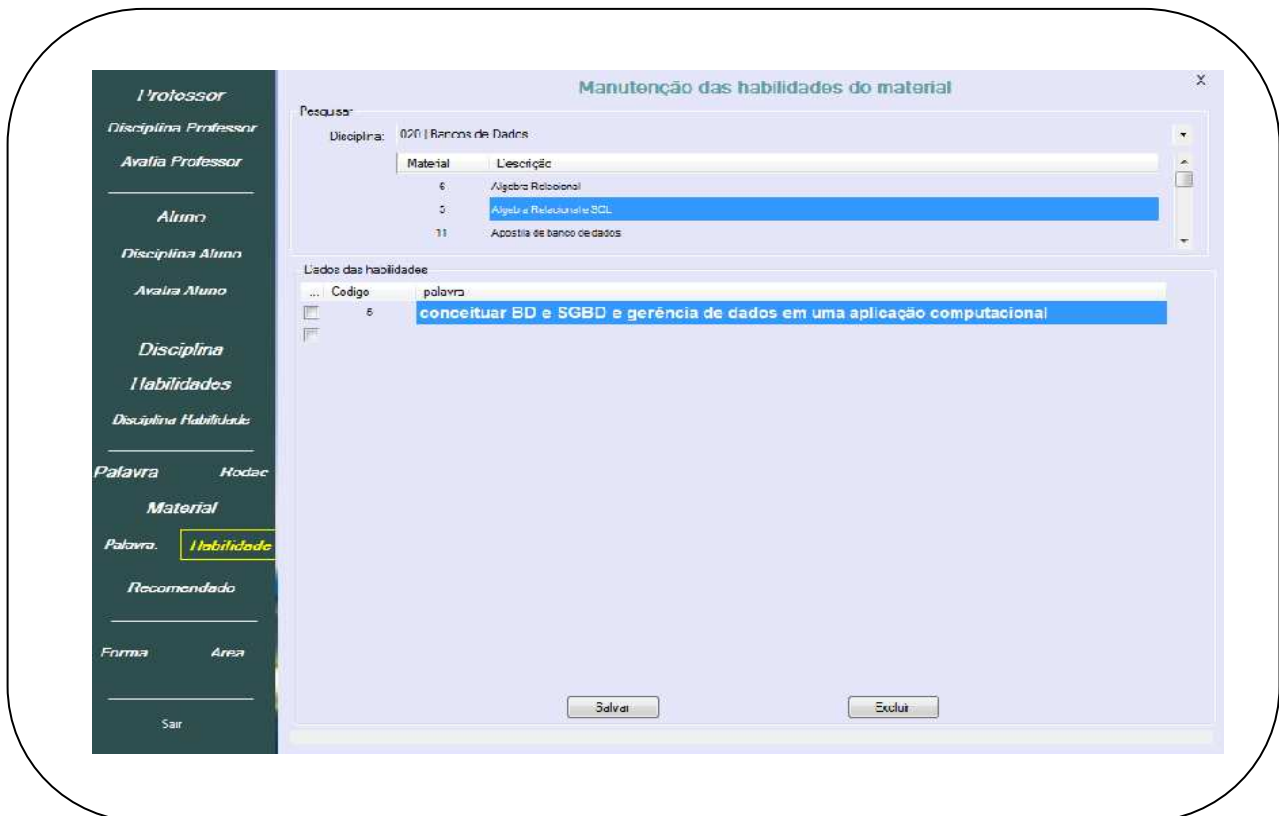 Professor
Disciplina Professor
Avalia Professor
Aluno
Disciplina Aluno
Avalia Aluno
Disciplina
Habilidades
Disciplina Habilidade
Palavra
Material
Palavra. Habilidade
Recomendado
Forma Area
Sair
Manutenção das habilidades do material X
Pesquisar
Disciplina: 020 | Bancos de Dados
Material Descrição
6 Algebra Relacional
5 Algebra Relacional e SQL
11 Apostila de banco de dados
Dados das habilidades
... Codigo palavra
conceituar BD e SGBD e gerência de dados em uma aplicação computacional
Salvar Excluir